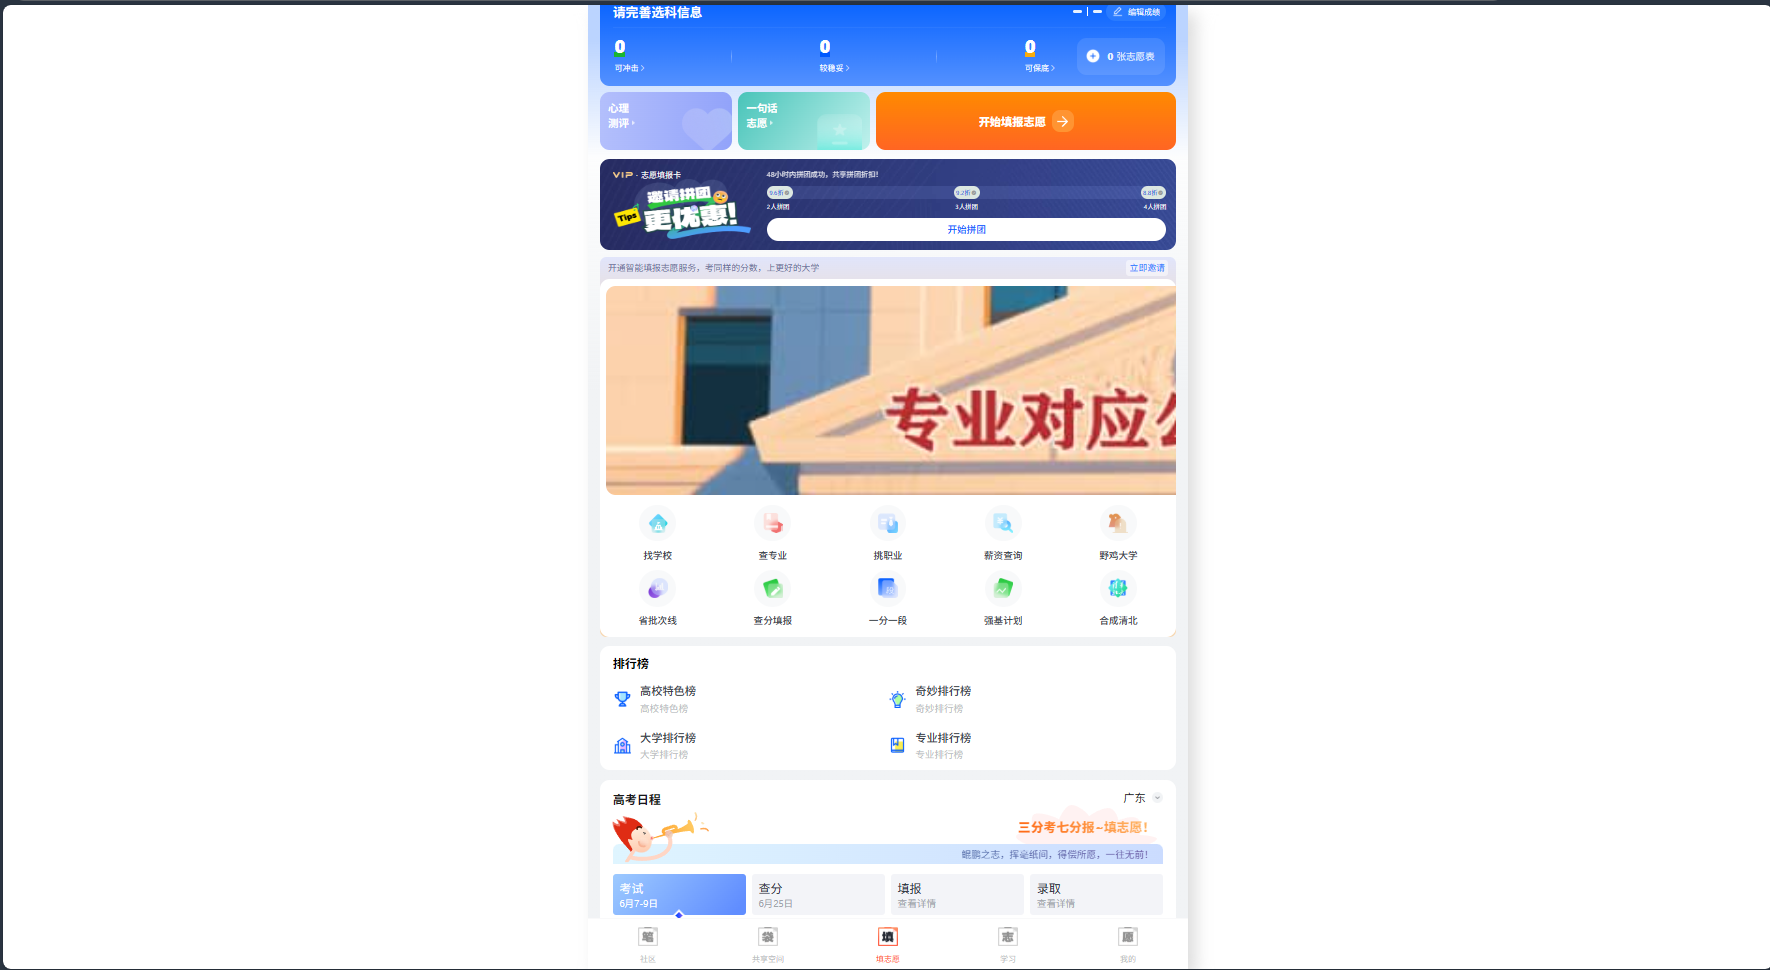 请完善选科信息
编辑成绩
0
0
0
0 张志愿表
可冲击
较稳妥
可保底
心理
测评
一句话
志愿
开始填报志愿
VIP · 志愿填报卡
邀请拼团
Tips
更优惠!
48小时内拼团成功，共享拼团折扣!
9.6折
9.2折
8.8折
2人拼团
3人拼团
4人拼团
开始拼团
开通智能填报志愿服务，考同样的分数，上更好的大学
立即邀请
专业对应
找学校
查专业
挑职业
薪资查询
野鸡大学
省批次线
查分填报
一分一段
强基计划
合成清北
排行榜
高校特色榜
高校特色榜
奇妙排行榜
奇妙排行榜
大学排行榜
大学排行榜
专业排行榜
专业排行榜
高考日程
广东
三分考七分报~填志愿！
鲲鹏之志，挥毫纸间，得偿所愿，一往无前！
考试
6月7-9日
查分
6月25日
填报
查看详情
录取
查看详情
笔
袋
填
志
愿
社区
共享空间
填志愿
学习
我的